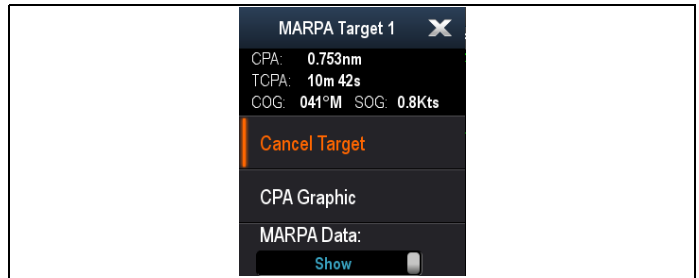 MARPA Target 1
CPA: 0.753nm
TCPA: 10m 42s
COG: 041°M SOG: 0.8Kts
Cancel Target
CPA Graphic
MARPA Data:
Show